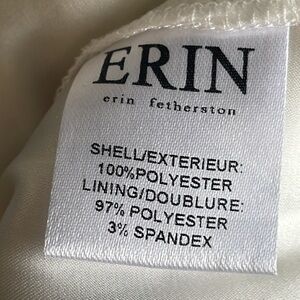 ERIN
erin fetherston
SHELL/EXTERIEUR:
100%POLYESTER
LINING/DOUBLURE:
97% POLYESTER
3% SPANDEX